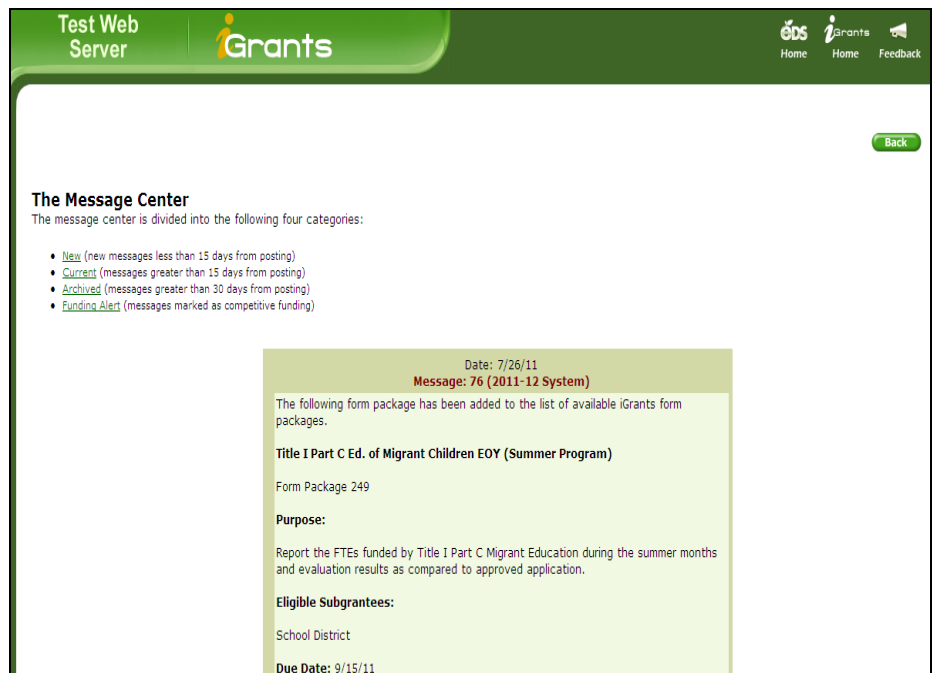 Test Web
Server
iGrants
EDS
Home
iGrants
Home
Feedback
Back
The Message Center
The message center is divided into the following four categories:
• New (new messages less than 15 days from posting)
• Current (messages greater than 15 days from posting)
• Archived (messages greater than 30 days from posting)
• Funding Alert (messages marked as competitive funding)
Date: 7/26/11
Message: 76 (2011-12 System)
The following form package has been added to the list of available iGrants form
packages.
Title I Part C Ed. of Migrant Children EOY (Summer Program)
Form Package 249
Purpose:
Report the FTEs funded by Title I Part C Migrant Education during the summer months
and evaluation results as compared to approved application.
Eligible Subgrantees:
School District
Due Date: 9/15/11